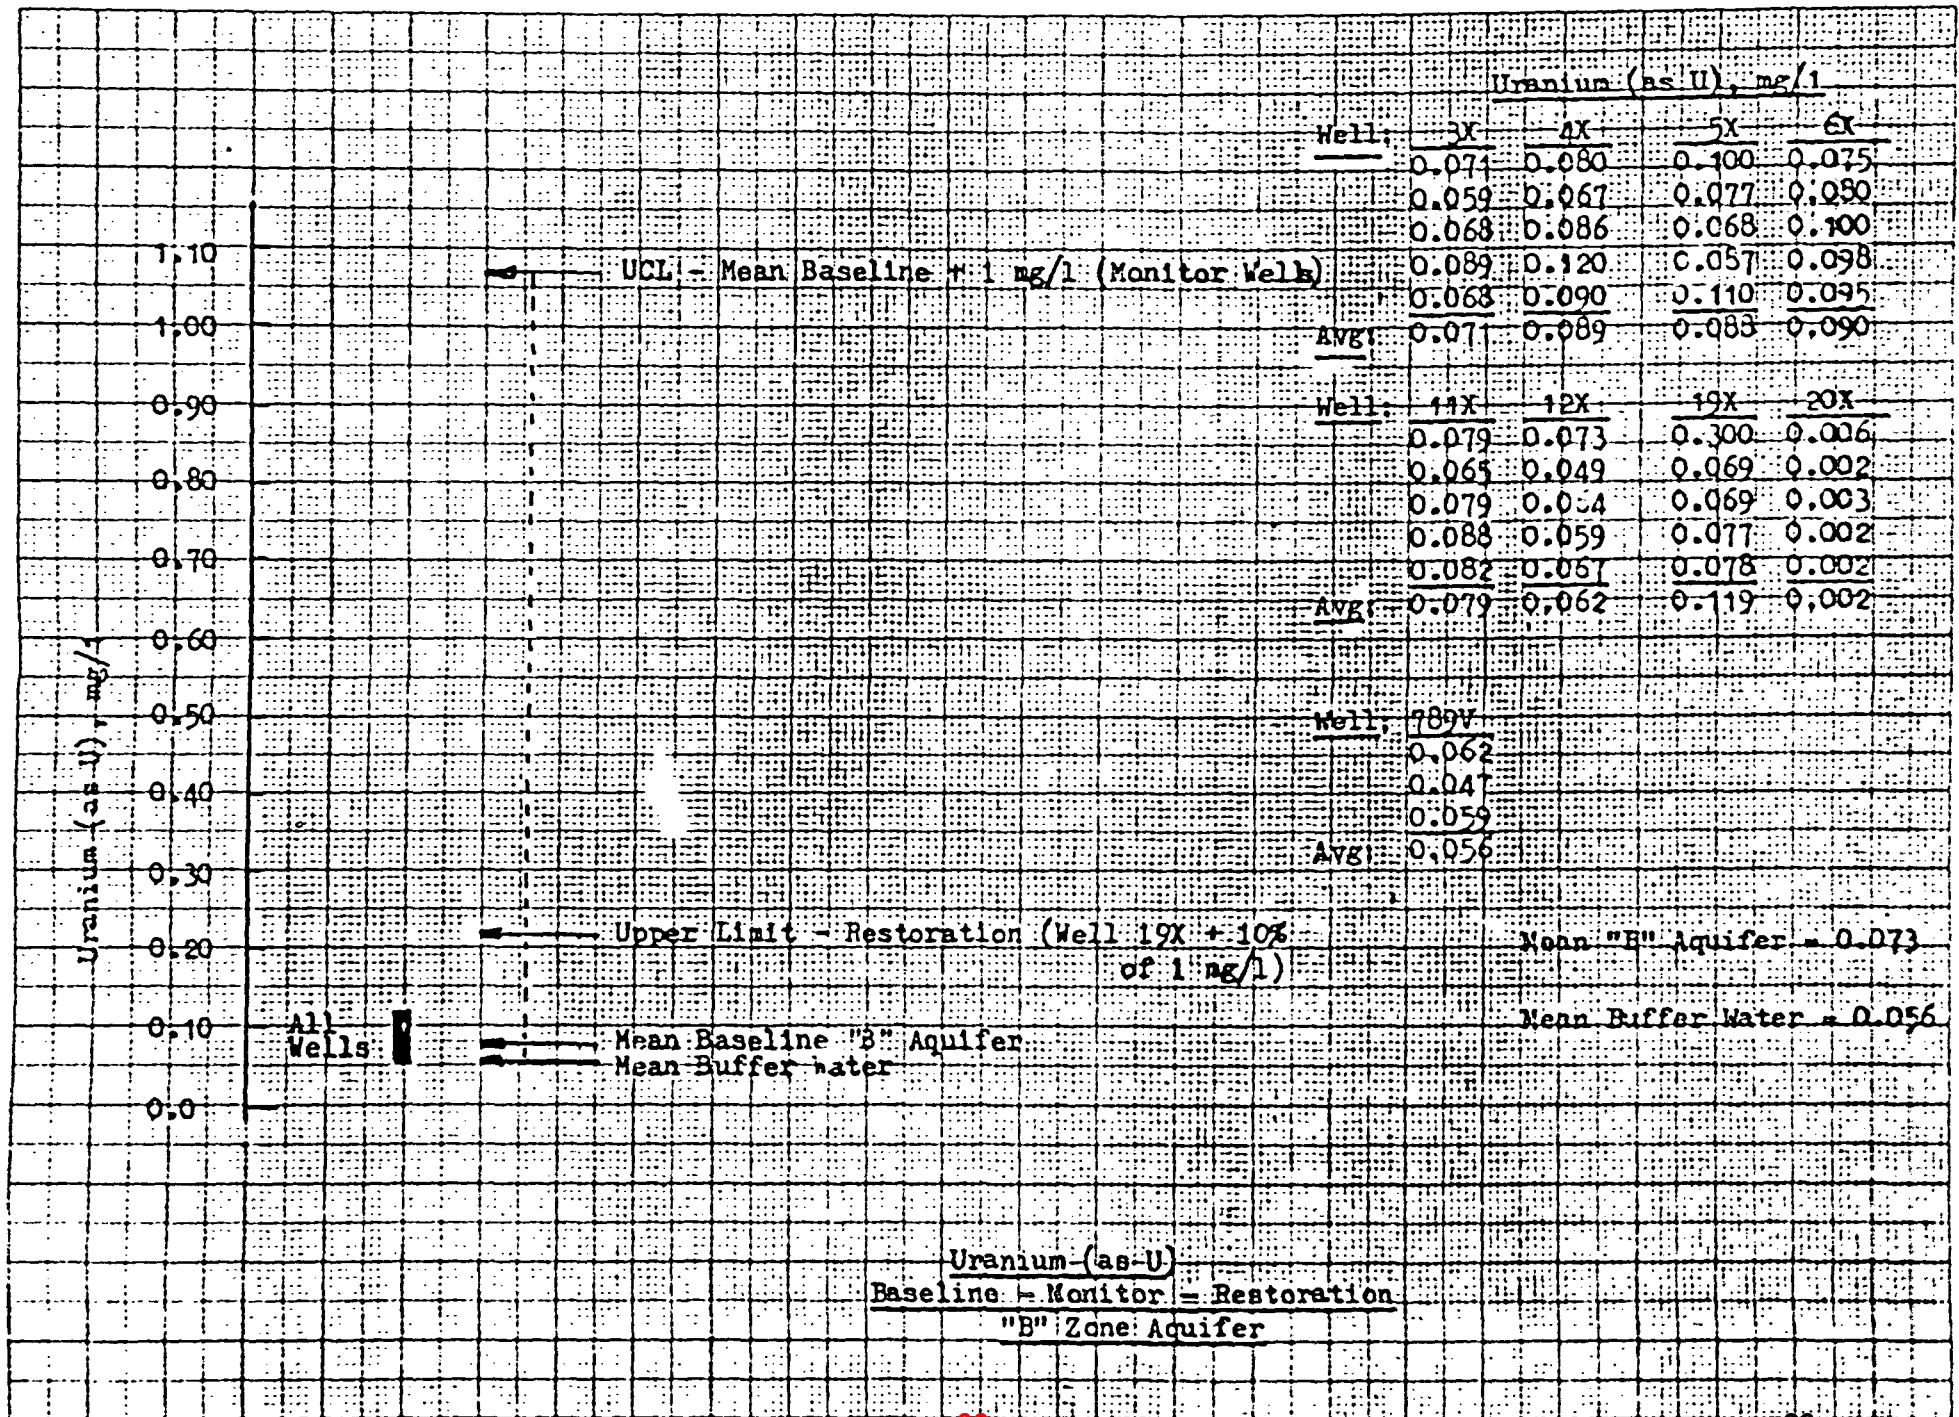 Uranium (as U), mg/l
Well: 3X 4X 5X 6X
0.071 0.080 0.100 0.075
0.059 0.067 0.077 0.080
0.068 0.086 0.068 0.100
0.089 0.120 0.057 0.098
0.068 0.090 0.110 0.095
Avg: 0.071 0.089 0.088 0.090
Well: 11X 12X 19X 20X
0.079 0.073 0.300 0.006
0.065 0.049 0.069 0.002
0.079 0.069 0.003
0.088 0.059 0.077 0.002
0.082 0.067 0.078 0.002
Avg: 0.079 0.062 0.119 0.002
Well: 789V
0.062
0.047
0.059
Avg: 0.056
Mean "B" Aquifer = 0.073
Mean Buffer Water = 0.056
Uranium (as U), mg/l
1.10
1.00
0.90
0.80
0.70
0.60
0.50
0.40
0.30
0.20
0.10
0.0
UCL - Mean Baseline + 1 mg/l (Monitor Wells)
Upper Limit - Restoration (Well 19X + 10%
of 1 mg/l)
All
Wells
Mean Baseline "B" Aquifer
Mean Buffer Water
Uranium (as U)
Baseline - Monitor - Restoration
"B" Zone Aquifer